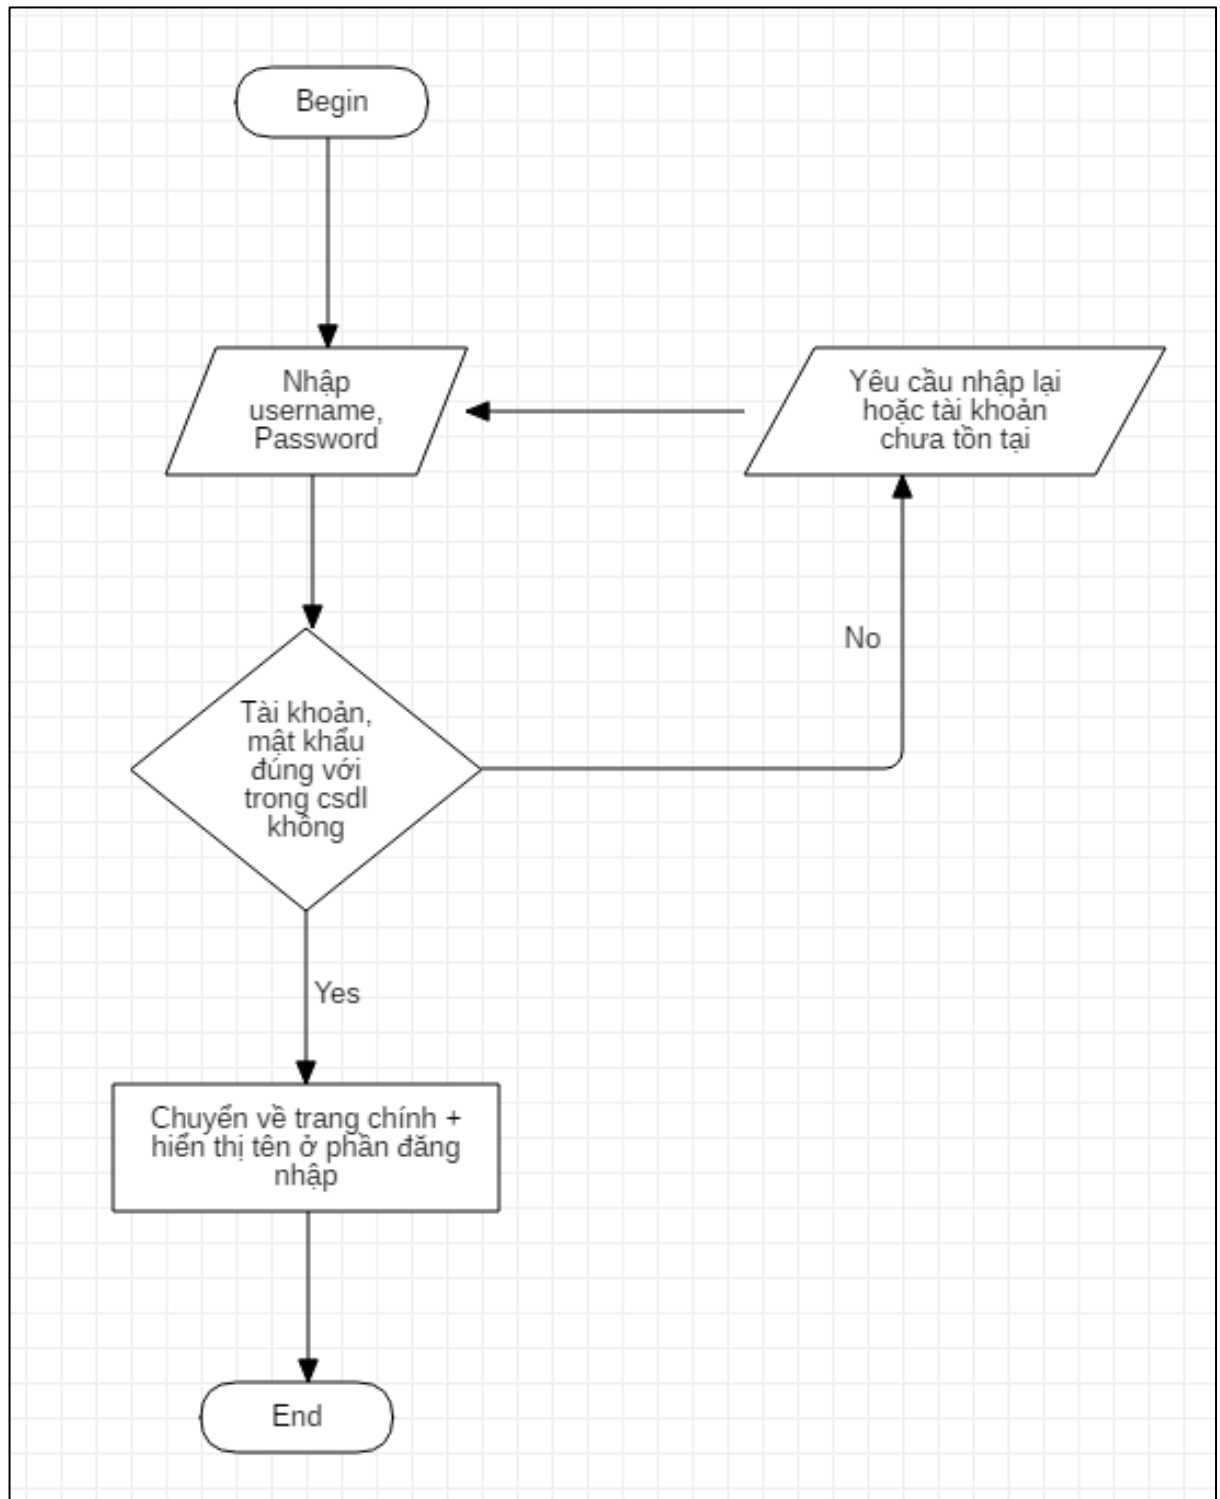 Begin
Nhập
username,
Password
Yêu cầu nhập lại
hoặc tài khoản
chưa tồn tại
No
Tài khoản,
mật khẩu
đúng với
trong csdl
không
Yes
Chuyển về trang chính +
hiển thị tên ở phần đăng
nhập
End